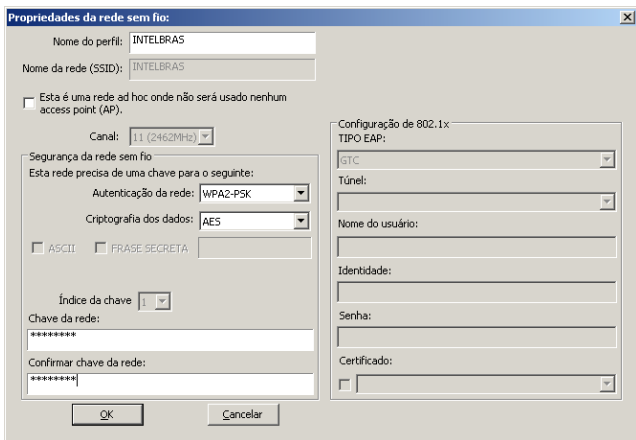 Propriedades da rede sem fio:
Nome do perfil: INTELBRAS
Nome da rede (SSID): INTELBRAS
Esta é uma rede ad hoc onde não será usado nenhum
access point (AP).
Canal: 11 (2462MHz)
Segurança da rede sem fio
Esta rede precisa de uma chave para o seguinte:
Autenticação da rede: WPA2-PSK
Criptografia dos dados: AES
ASCII FRASE SECRETA
Índice da chave 1
Chave da rede:
********
Confirmar chave da rede:
********
OK Cancelar
Configuração de 802.1x
TIPO EAP:
GTC
Túnel:
Nome do usuário:
Identidade:
Senha:
Certificado: